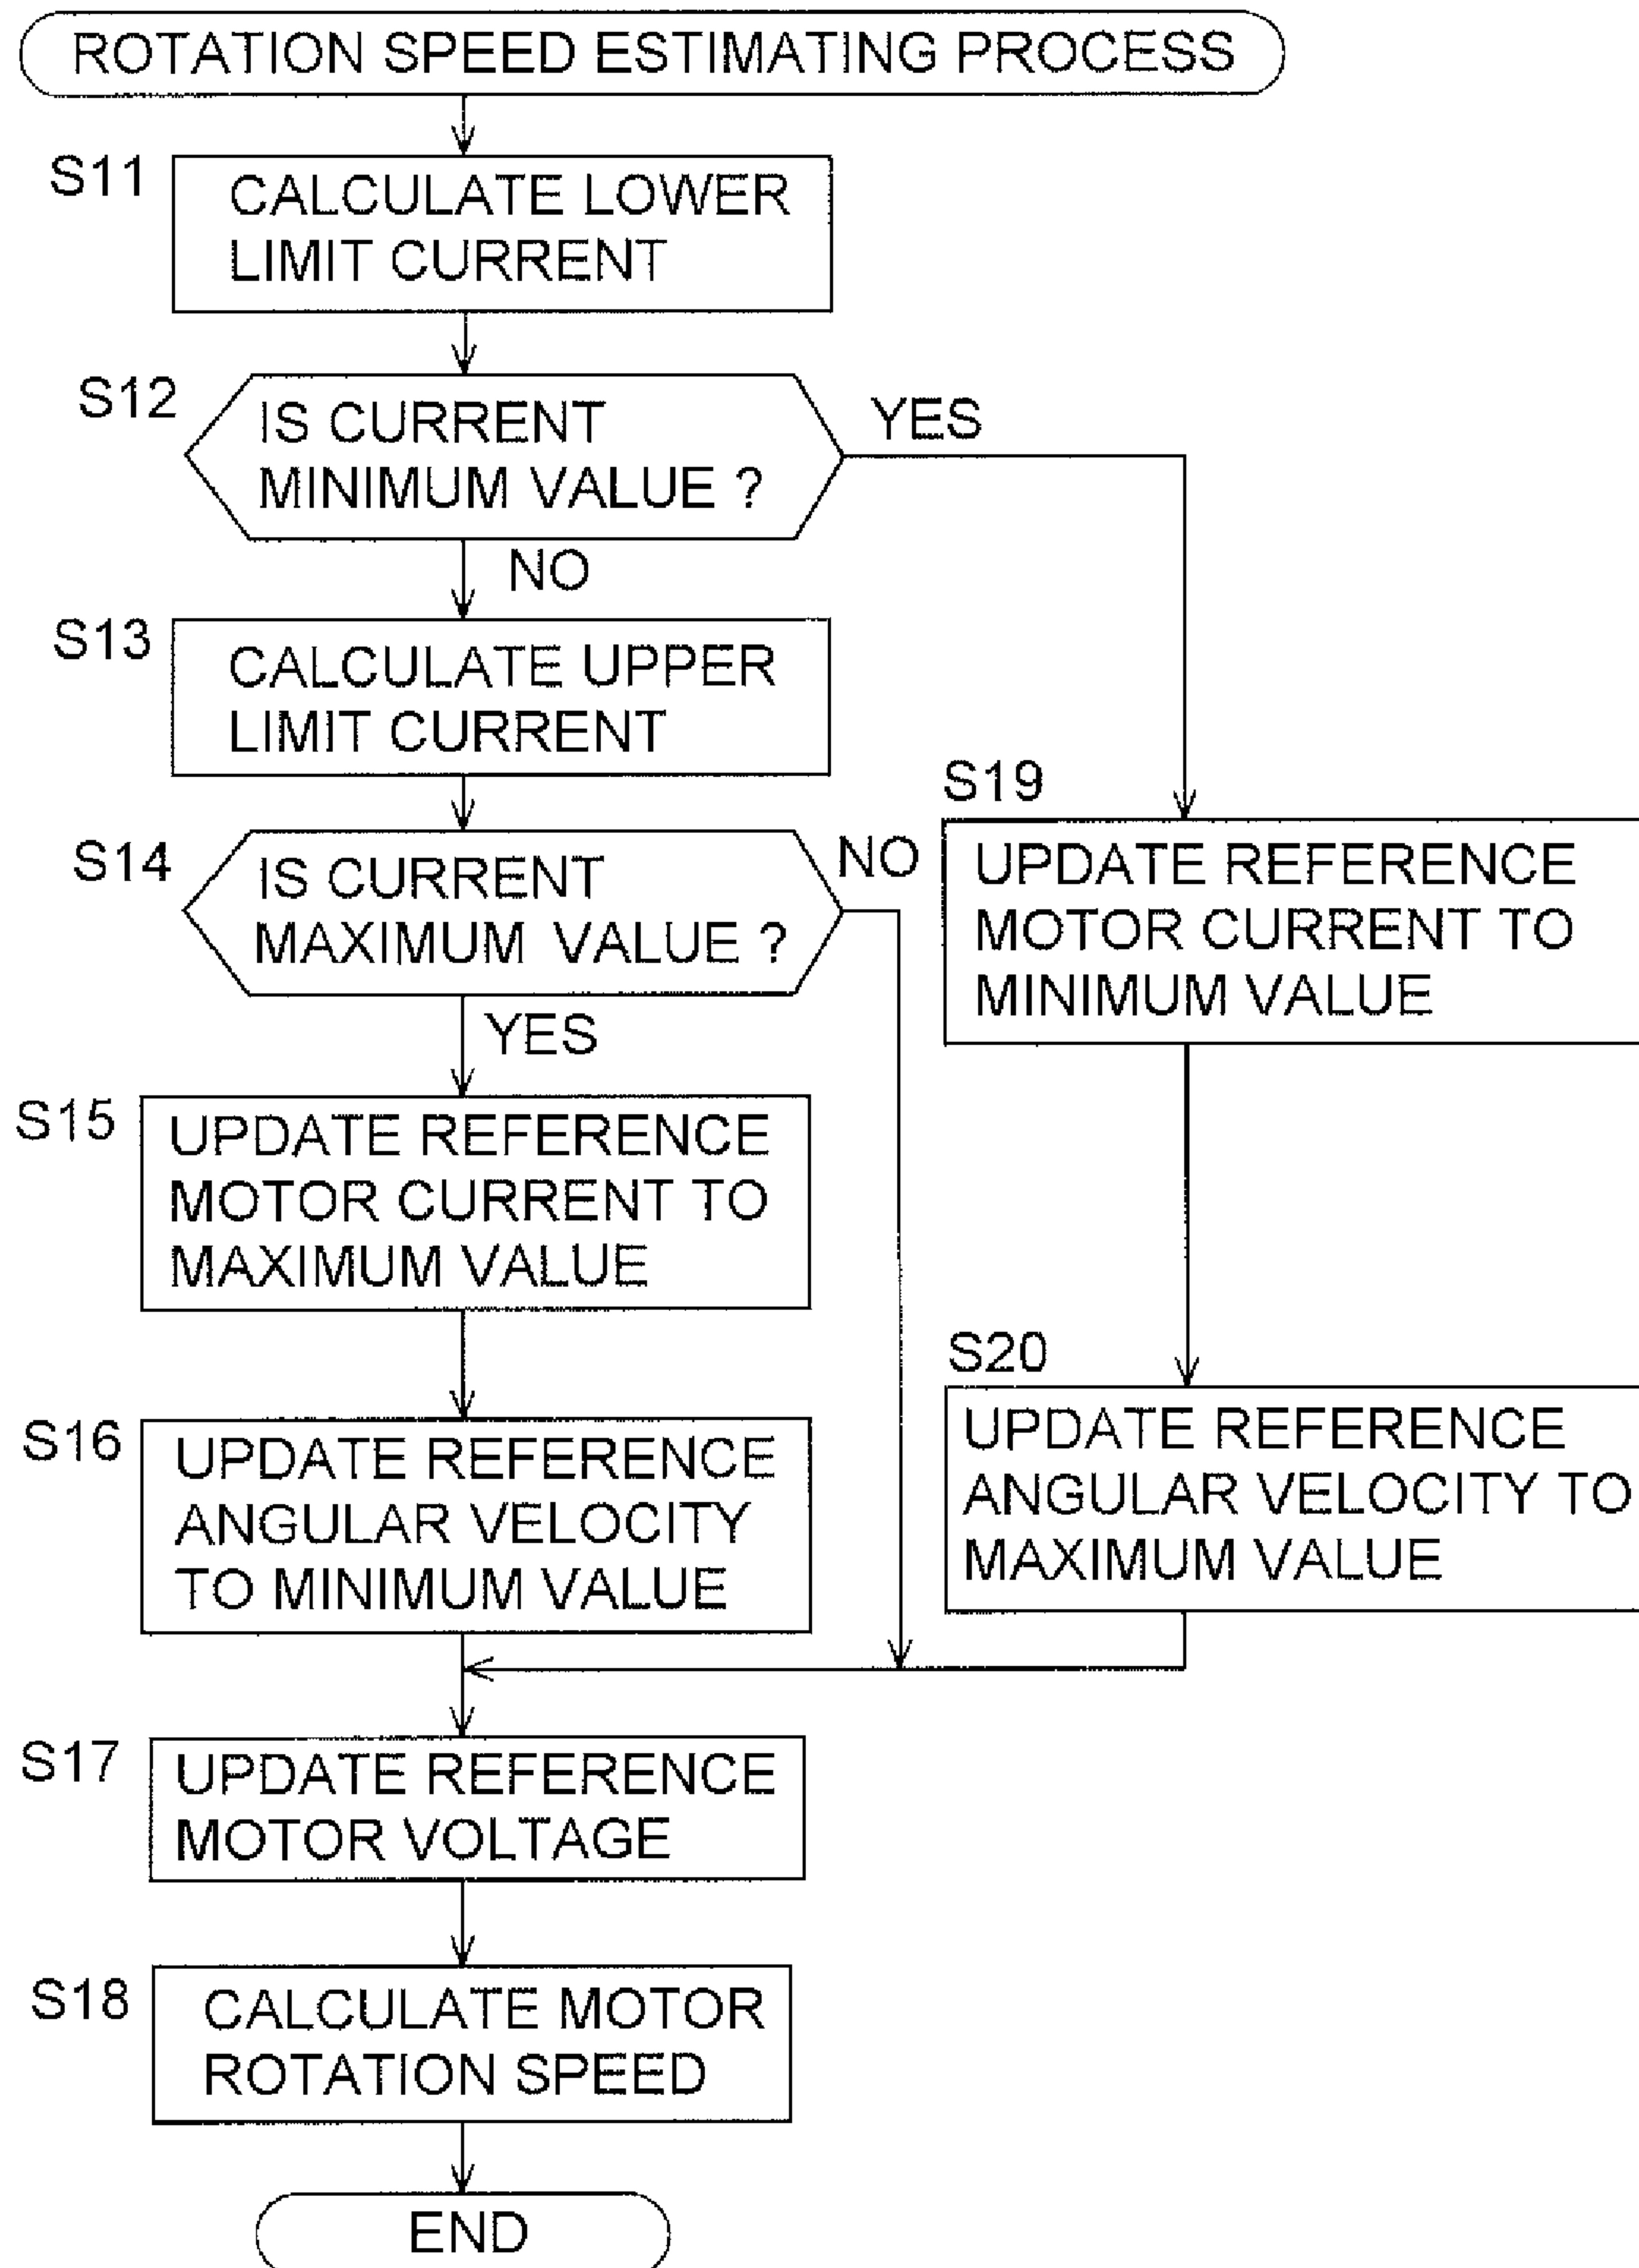 ROTATION SPEED ESTIMATING PROCESS
S11
CALCULATE LOWER
LIMIT CURRENT
S12
IS CURRENT
MINIMUM VALUE ?
YES
NO
S13
CALCULATE UPPER
LIMIT CURRENT
S14
IS CURRENT
MAXIMUM VALUE ?
NO
YES
S19
UPDATE REFERENCE
MOTOR CURRENT TO
MINIMUM VALUE
S15
UPDATE REFERENCE
MOTOR CURRENT TO
MAXIMUM VALUE
S20
UPDATE REFERENCE
ANGULAR VELOCITY TO
MAXIMUM VALUE
S16
UPDATE REFERENCE
ANGULAR VELOCITY
TO MINIMUM VALUE
S17
UPDATE REFERENCE
MOTOR VOLTAGE
S18
CALCULATE MOTOR
ROTATION SPEED
END